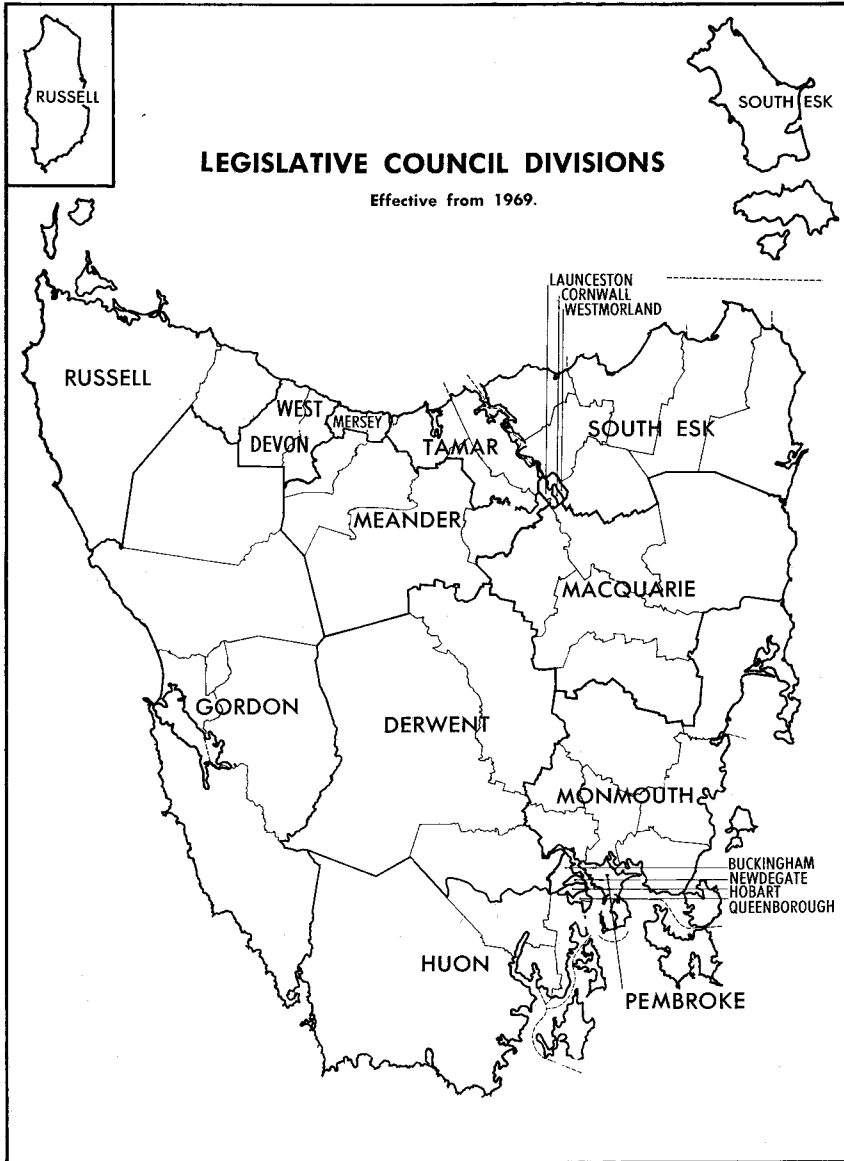 RUSSELL
SOUTH ESK
LEGISLATIVE COUNCIL DIVISIONS
Effective from 1969.
LAUNCESTON
CORNWALL
WESTMORLAND
RUSSELL
WEST
DEVON
MERSEY
TAMAR
SOUTH ESK
MEANDER
MACQUARIE
GORDON
DERWENT
MONMOUTH
BUCKINGHAM
NEWDEGATE
HOBART
QUEENBOROUGH
HUON
PEMBROKE